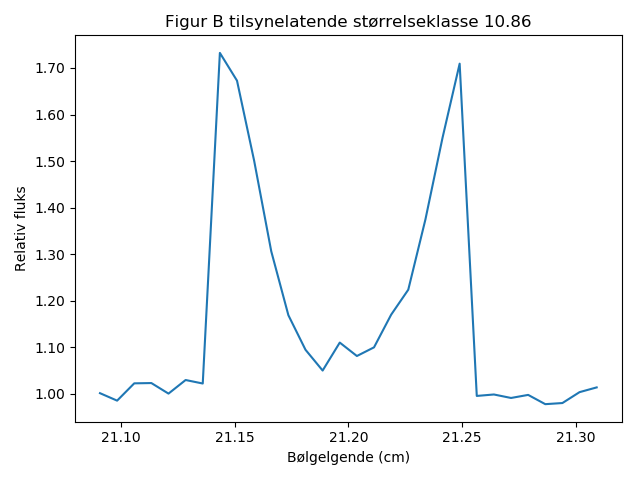 Figur B tilsynelatende størrelseklasse 10.86
1.70
1.60
1.50
1.40
1.30
1.20
1.10
1.00
Relativ fluks
21.10 21.15 21.20 21.25 21.30
Bølgelgende (cm)